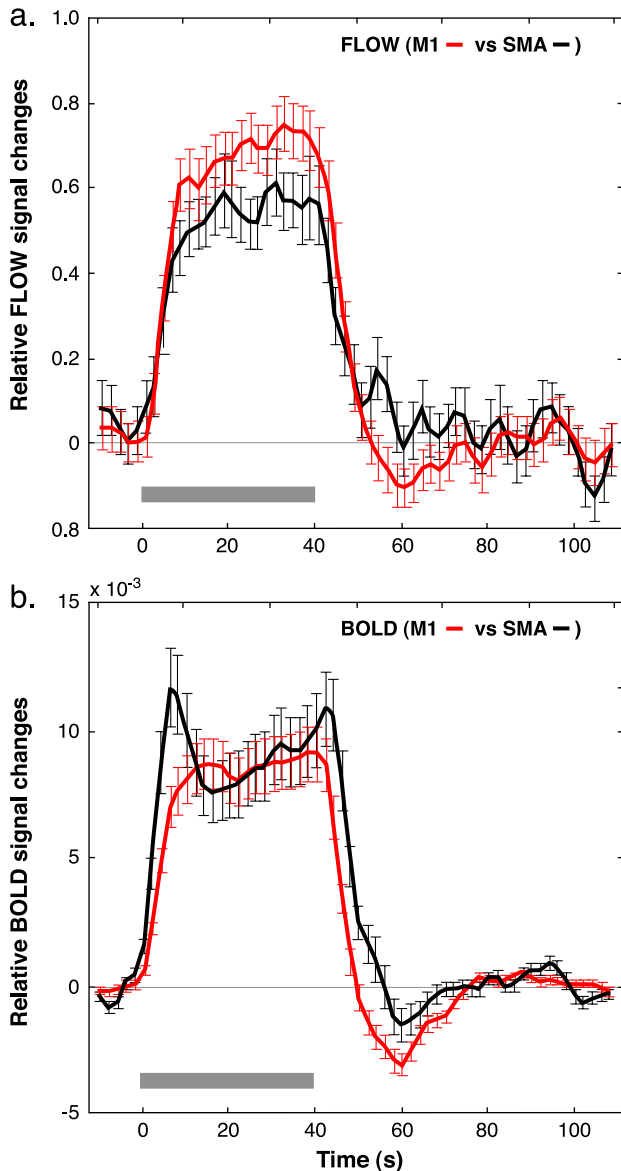 a.
1.0
FLOW (M1 vs SMA )
0.8
0.6
0.4
0.2
0
0.8
Relative FLOW signal changes
0 20 40 60 80 100
x 10-3
b.
15
BOLD (M1 vs SMA )
10
5
0
-5
Relative BOLD signal changes
0 20 40 60 80 100
Time (s)